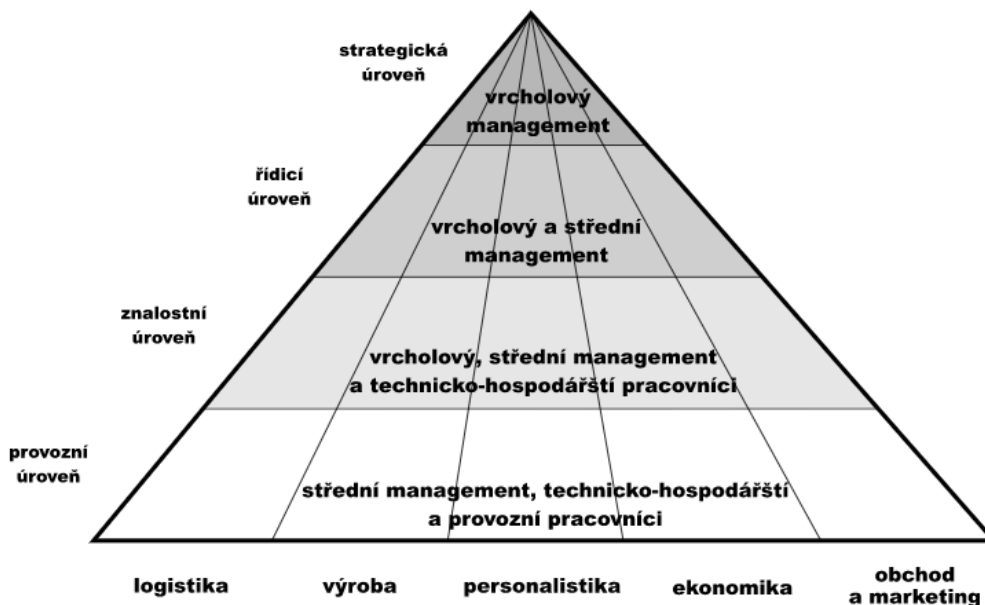 strategická
úroveň
vrcholový
management
řídicí
úroveň
vrcholový a střední
management
znalostní
úroveň
vrcholový, střední management
a technicko-hospodářští pracovníci
provozní
úroveň
střední management, technicko-hospodářští
a provozní pracovníci
logistika
výroba
personalistika
ekonomika
obchod
a marketing